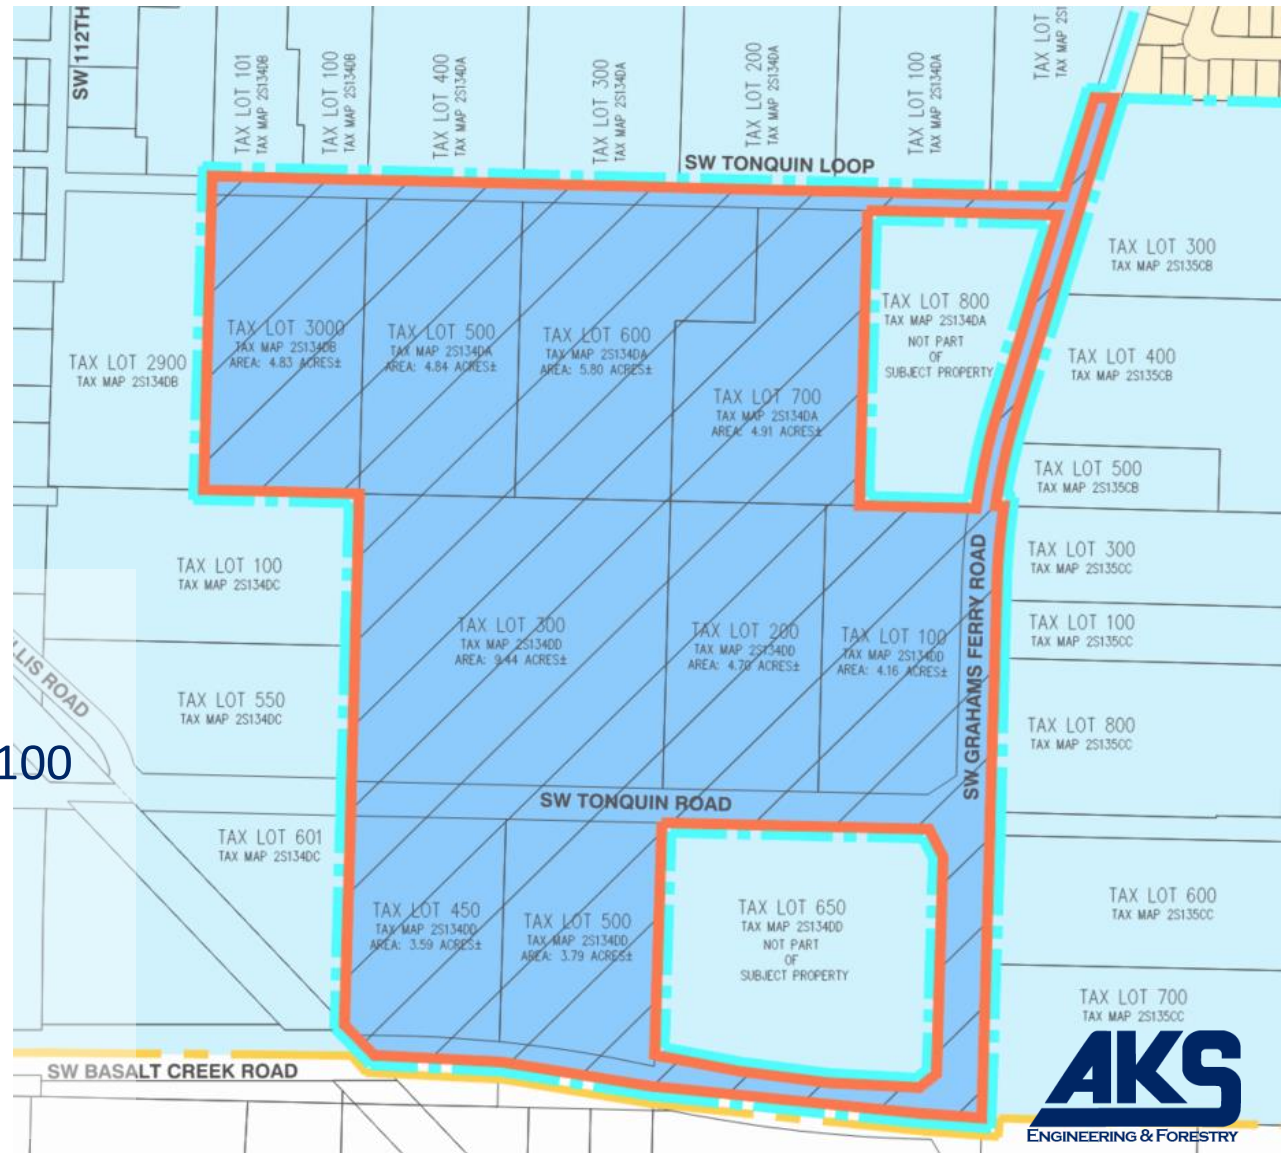 SW 112TH
TAX LOT 101
TAX MAP 2S134DB
TAX LOT 100
TAX MAP 2S134DB
TAX LOT 400
TAX MAP 2S134DA
TAX LOT 300
TAX MAP 2S134DA
TAX LOT 200
TAX MAP 2S134DA
TAX LOT 100
TAX MAP 2S134DA
TAX LOT
TAX MAP
SW TONQUIN LOOP
TAX LOT 300
TAX MAP 2S135CB
TAX LOT 800
TAX MAP 2S134DA
NOT PART
OF
SUBJECT PROPERTY
TAX LOT 2900
TAX MAP 2S134DB
TAX LOT 3000
TAX MAP 2S134DB
AREA: 4.83 ACRES±
TAX LOT 500
TAX MAP 2S134DA
AREA: 4.84 ACRES±
TAX LOT 600
TAX MAP 2S134DA
AREA: 5.80 ACRES±
TAX LOT 700
TAX MAP 2S134DA
AREA: 4.91 ACRES±
TAX LOT 400
TAX MAP 2S135CB
TAX LOT 500
TAX MAP 2S135CB
TAX LOT 100
TAX MAP 2S134DC
TAX LOT 300
TAX MAP 2S135CC
TAX LOT 300
TAX MAP 2S134DD
AREA: 9.44 ACRES±
TAX LOT 200
TAX MAP 2S134DD
AREA: 4.70 ACRES±
TAX LOT 100
TAX MAP 2S134DD
AREA: 4.16 ACRES±
SW GRAHAMS FERRY ROAD
TAX LOT 100
TAX MAP 2S135CC
LLIS ROAD
TAX LOT 550
TAX MAP 2S134DC
TAX LOT 800
TAX MAP 2S135CC
100
SW TONQUIN ROAD
TAX LOT 601
TAX MAP 2S134DC
TAX LOT 450
TAX MAP 2S134DD
AREA: 3.59 ACRES±
TAX LOT 500
TAX MAP 2S134DD
AREA: 3.79 ACRES±
TAX LOT 650
TAX MAP 2S134DD
NOT PART
OF
SUBJECT PROPERTY
TAX LOT 600
TAX MAP 2S135CC
TAX LOT 700
TAX MAP 2S135CC
SW BASALT CREEK ROAD
AKS
ENGINEERING & FORESTRY